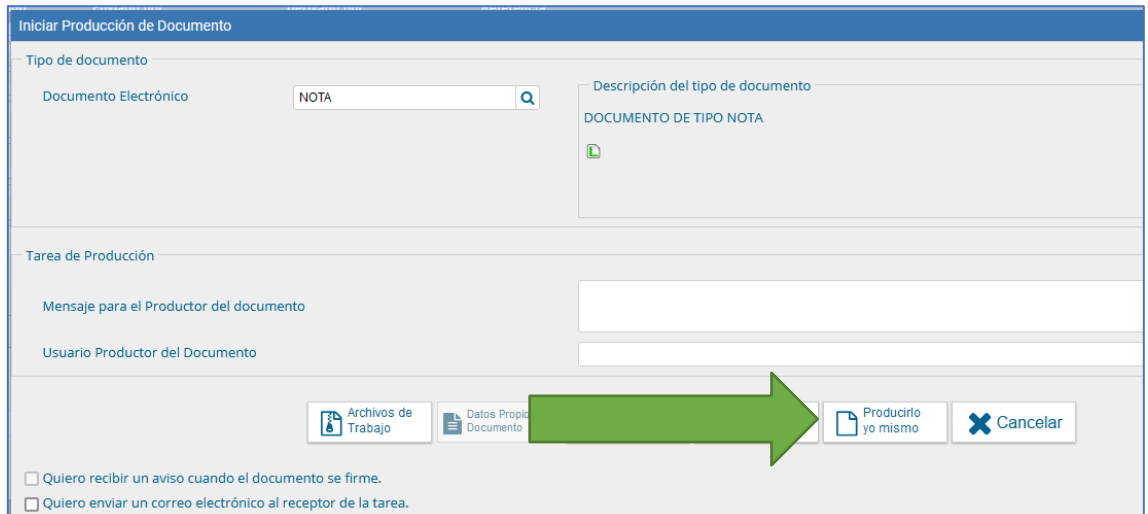 Iniciar Producción de Documento
Tipo de documento
Documento Electrónico
NOTA
Descripción del tipo de documento
DOCUMENTO DE TIPO NOTA
L
Tarea de Producción
Mensaje para el Productor del documento
Usuario Productor del Documento
Archivos de
Trabajo
Datos Propio
Documento
Producirlo
yo mismo
Cancelar
Quiero recibir un aviso cuando el documento se firme.
Quiero enviar un correo electrónico al receptor de la tarea.